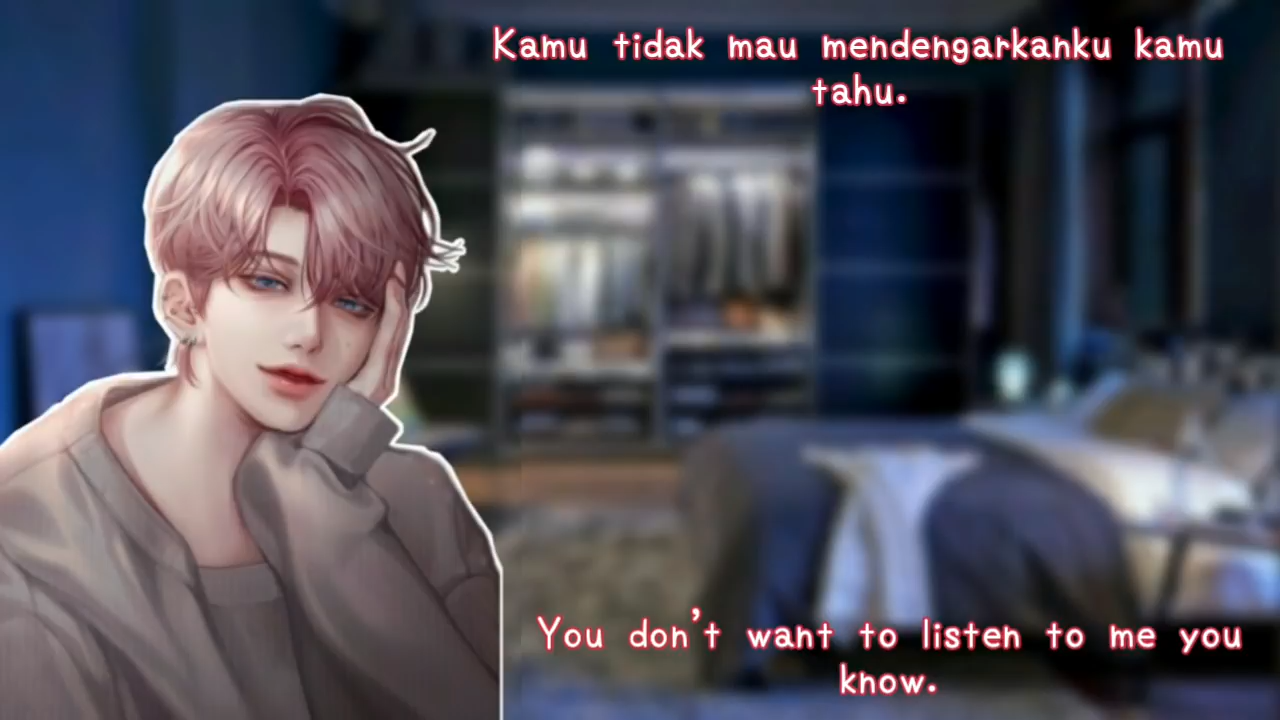 Kamu tidak mau mendengarkanku kamu
tahu.
You don't want to listen to me you
know.